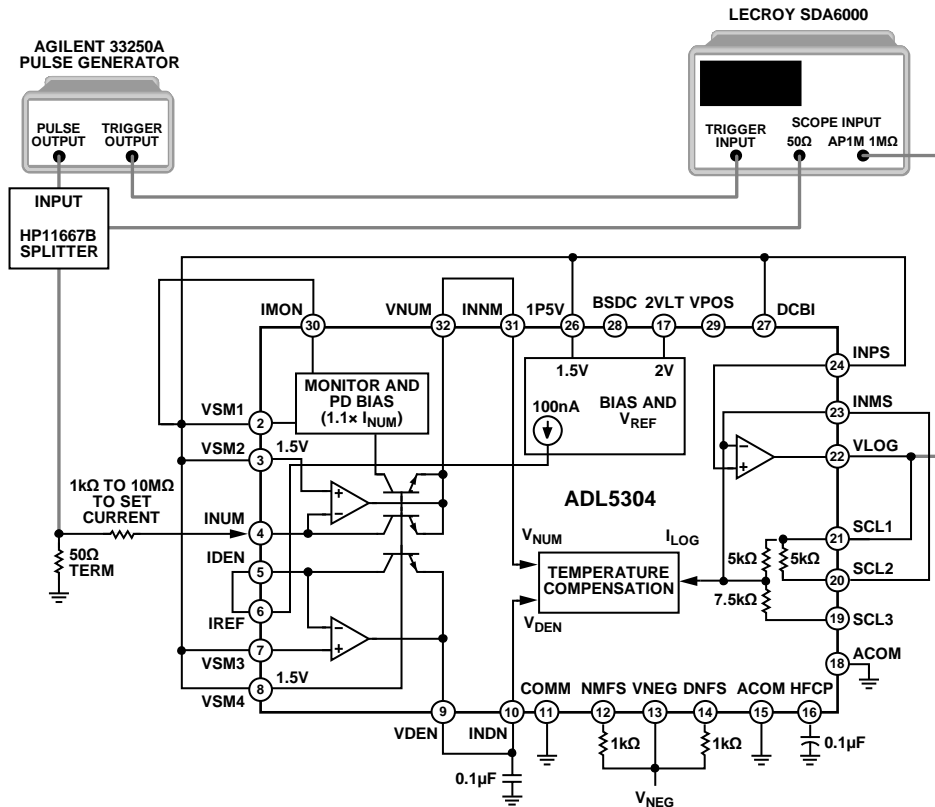 LECROY SDA6000
AGILENT 33250A
PULSE GENERATOR
PULSE
OUTPUT
TRIGGER
OUTPUT
TRIGGER
INPUT
SCOPE INPUT
50Ω
AP1M 1MΩ
INPUT
HP11667B
SPLITTER
IMON
VNUM
INNM
1P5V
BSDC
2VLT
VPOS
DCBI
30
32
31
26
28
17
29
27
INPS
24
MONITOR AND
PD BIAS
(1.1× INUM)
1.5V
2V
100nA
BIAS AND
VREF
INMS
23
VSM1
2
VSM2
3
1.5V
VLOG
22
1kΩ TO 10MΩ
TO SET
CURRENT
+
–
–
+
ADL5304
INUM
4
50Ω
TERM
IDEN
5
VNUM
ILOG
SCL1
21
5kΩ
5kΩ
TEMPERATURE
COMPENSATION
SCL2
20
7.5kΩ
6
IREF
VDEN
SCL3
19
–
+
VSM3
7
ACOM
18
8
VSM4
1.5V
COMM
NMFS
VNEG
DNFS
ACOM
HFCP
9
10
11
12
13
14
15
16
VDEN
INDN
1kΩ
1kΩ
0.1µF
0.1µF
VNEG